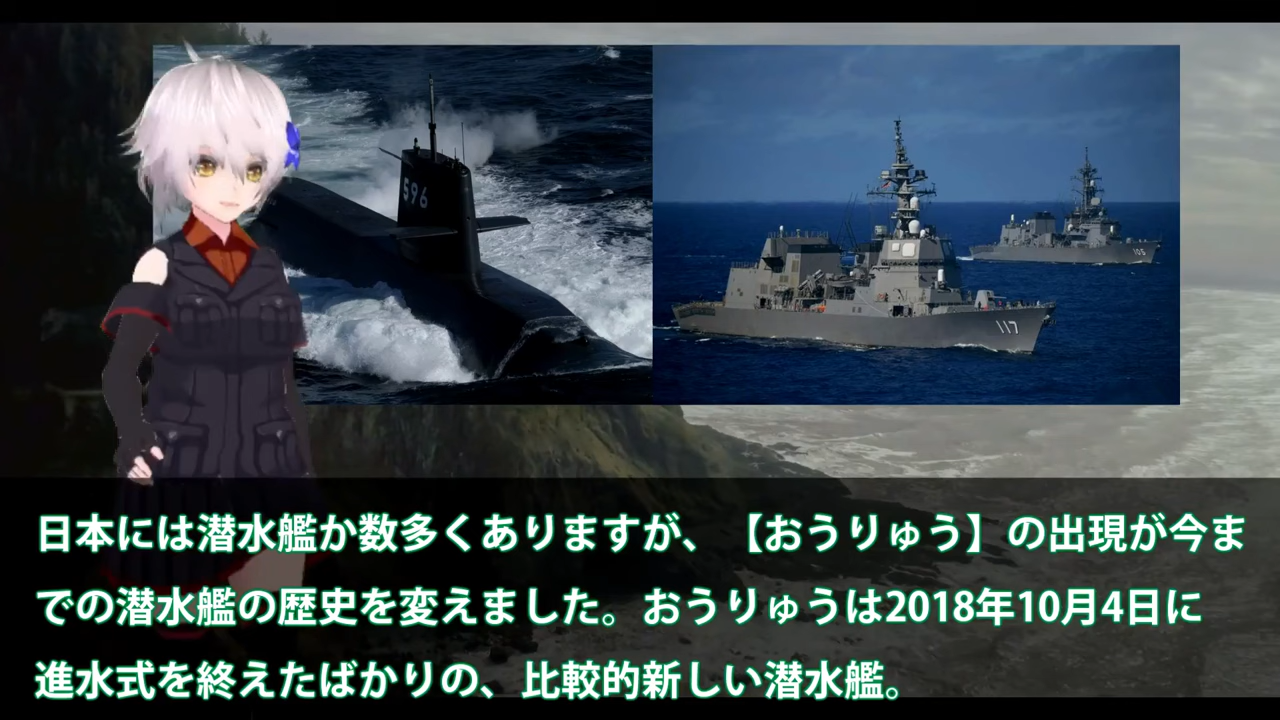 596
117
105
日本には潜水艦か数多くありますが、【おうりゅう】の出現が今ま
での潜水艦の歴史を変えました。おうりゅうは2018年10月4日に
進水式を終えたばかりの、比較的新しい潜水艦。